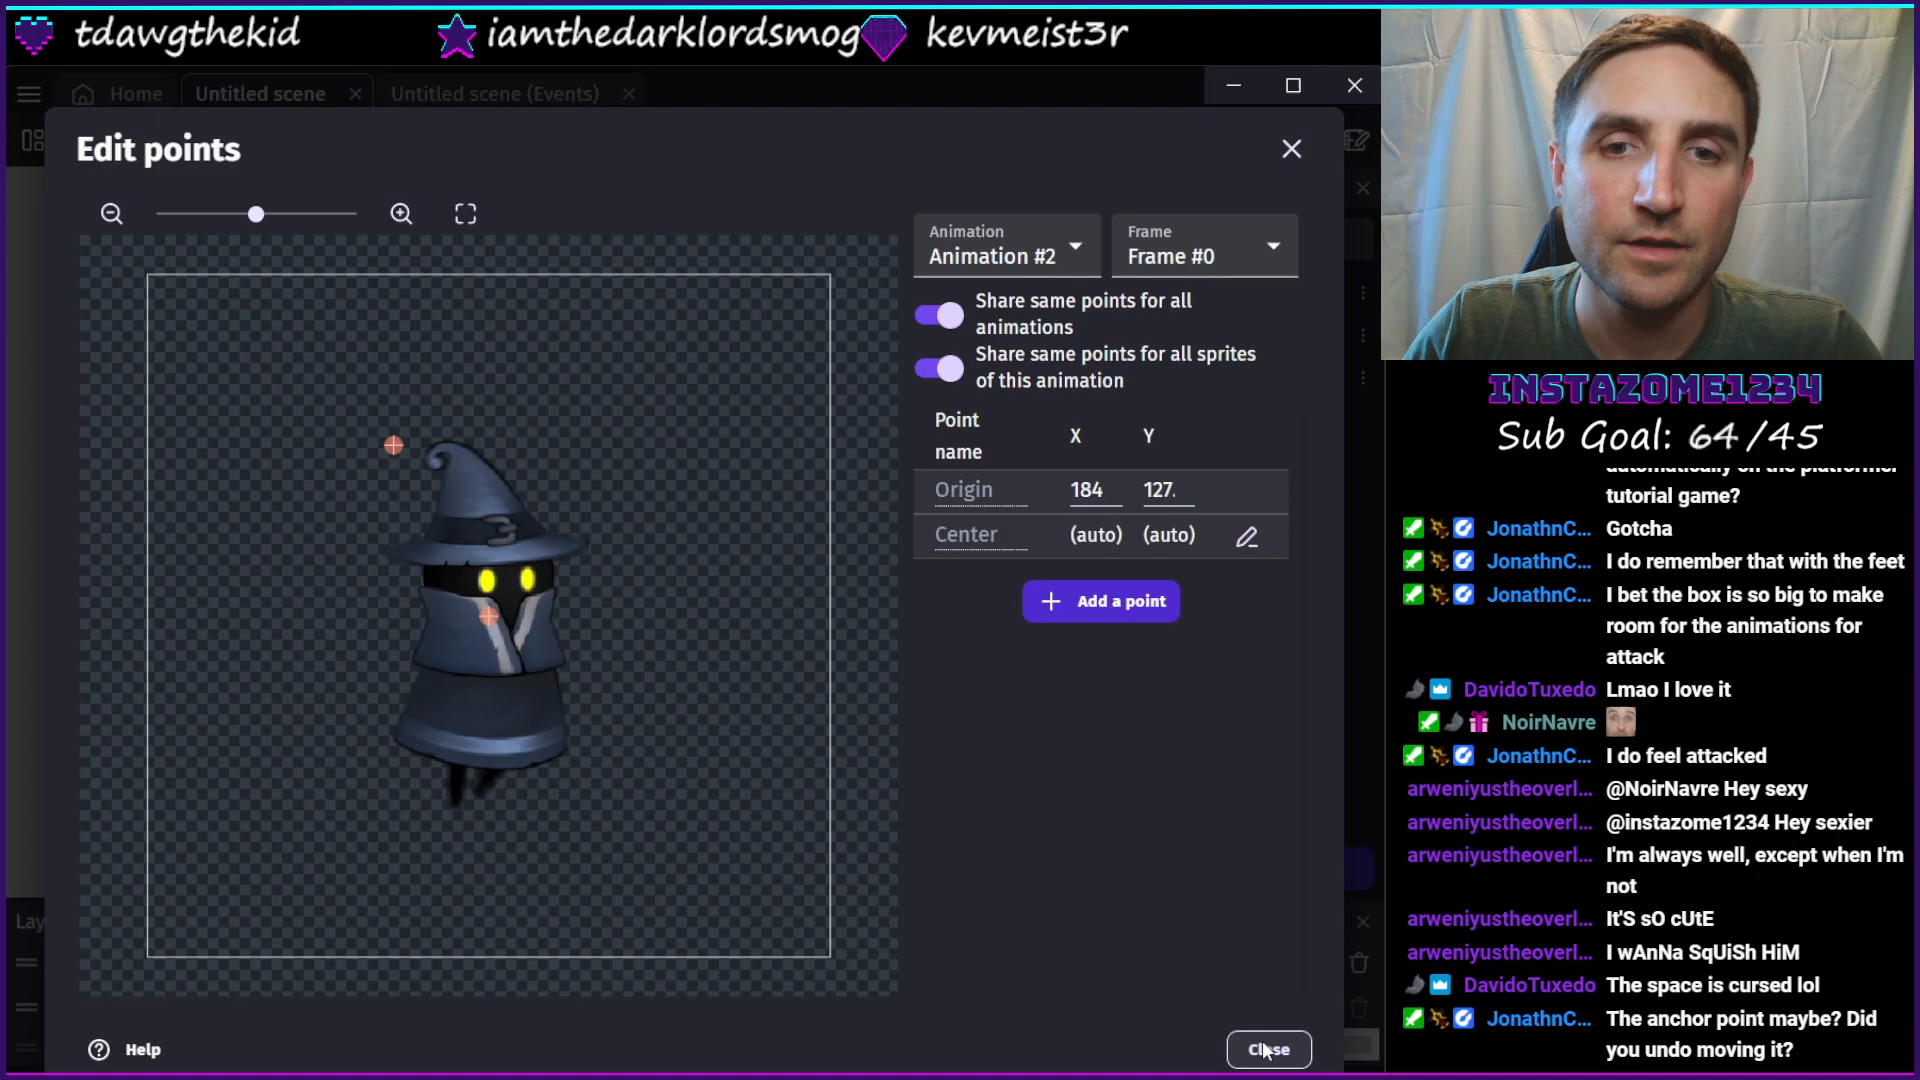 tdawgthekid
iamthedarklordsmog
kevmeist3r
Home
Untitled scene
Untitled scene (Events)
Edit points
Animation
Animation #2
Frame
Frame #0
Share same points for all
animations
Share same points for all sprites
of this animation
Point
name
X
Y
Origin
184
127.
Center
(auto)
(auto)
Add a point
Help
Close
Lay
INSTAZOME1234
Sub Goal: 64/45
automatically on the platformer
tutorial game?
JonathnC... Gotcha
JonathnC... I do remember that with the feet
JonathnC... I bet the box is so big to make
room for the animations for
attack
DavidoTuxedo Lmao I love it
NoirNavre
JonathnC... I do feel attacked
arweniyustheoverl... @NoirNavre Hey sexy
arweniyustheoverl... @instazome1234 Hey sexier
arweniyustheoverl... I'm always well, except when I'm
not
arweniyustheoverl... It'S sO cUtE
arweniyustheoverl... I wAnNa SqUiSh HiM
DavidoTuxedo The space is cursed lol
JonathnC... The anchor point maybe? Did
you undo moving it?